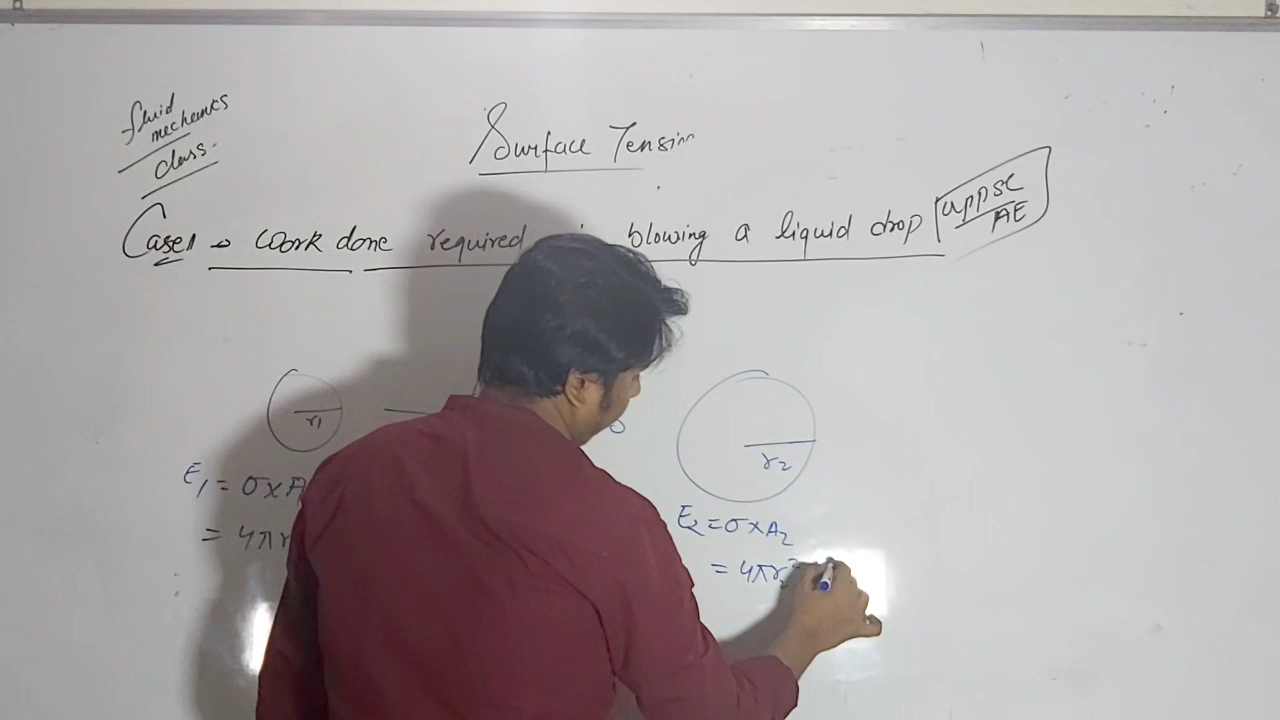 fluid
mechanics
class.
Surface Tension
Case1 → Work done required blowing a liquid drop
uppsc
AE
r1
r2
E1 = σ×A
= 4πr
E2 = σ×A2
= 4πr2²